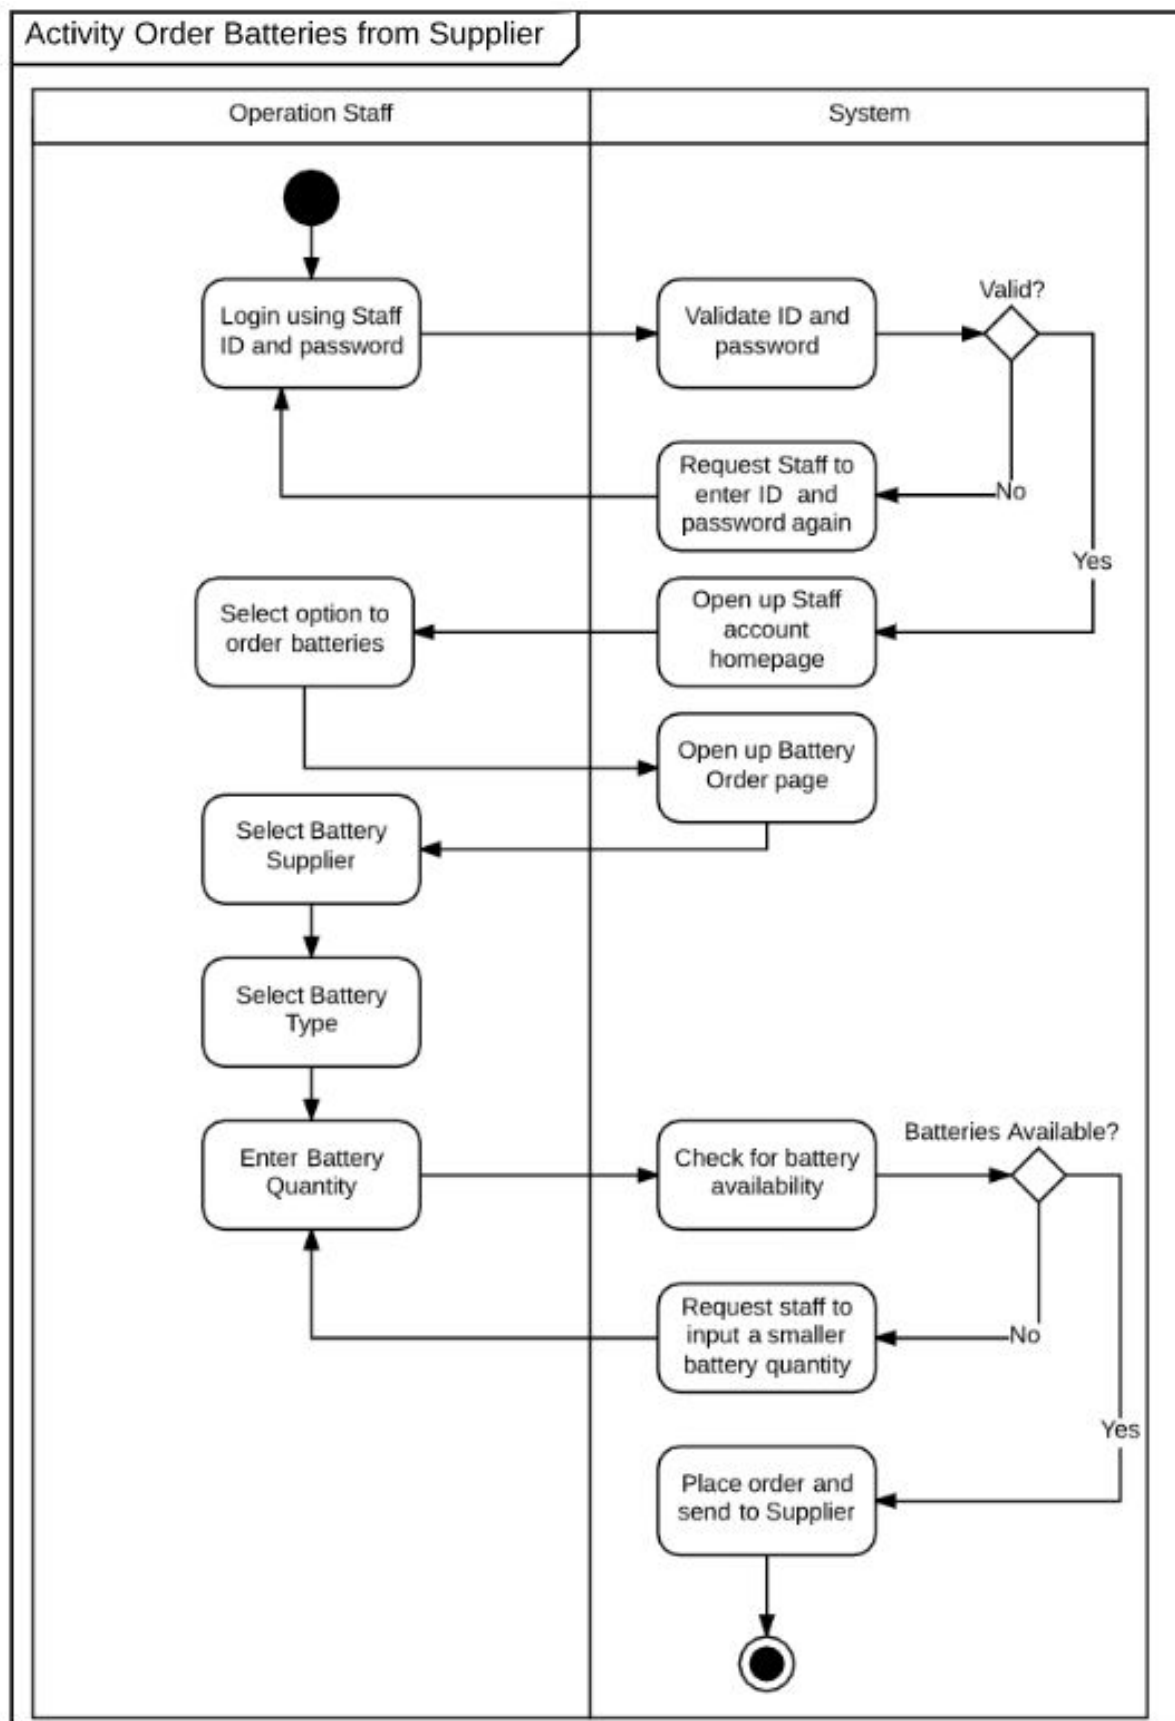 Activity Order Batteries from Supplier
Operation Staff
System
Login using Staff
ID and password
Validate ID and
password
Valid?
Request Staff to
enter ID and
password again
No
Yes
Select option to
order batteries
Open up Staff
account
homepage
Open up Battery
Order page
Select Battery
Supplier
Select Battery
Type
Enter Battery
Quantity
Check for battery
availability
Batteries Available?
Request staff to
input a smaller
battery quantity
No
Yes
Place order and
send to Supplier